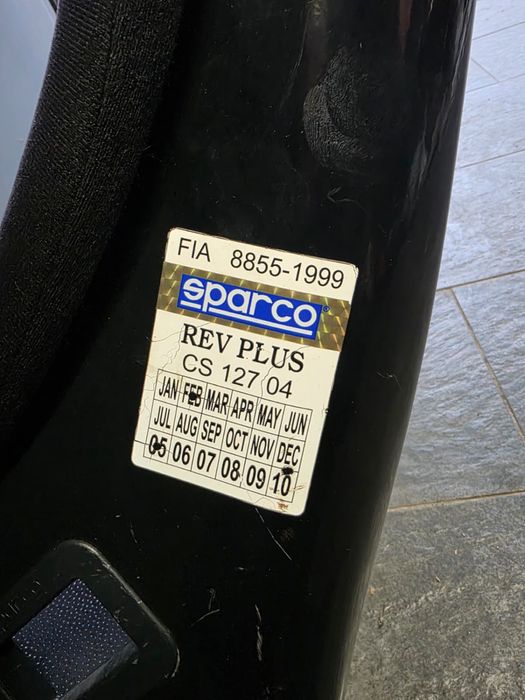 FIA 8855-1999
sparco®
REV PLUS
CS 127 04
JAN FEB MAR APR MAY JUN
JUL AUG SEP OCT NOV DEC
05 06 07 08 09 10